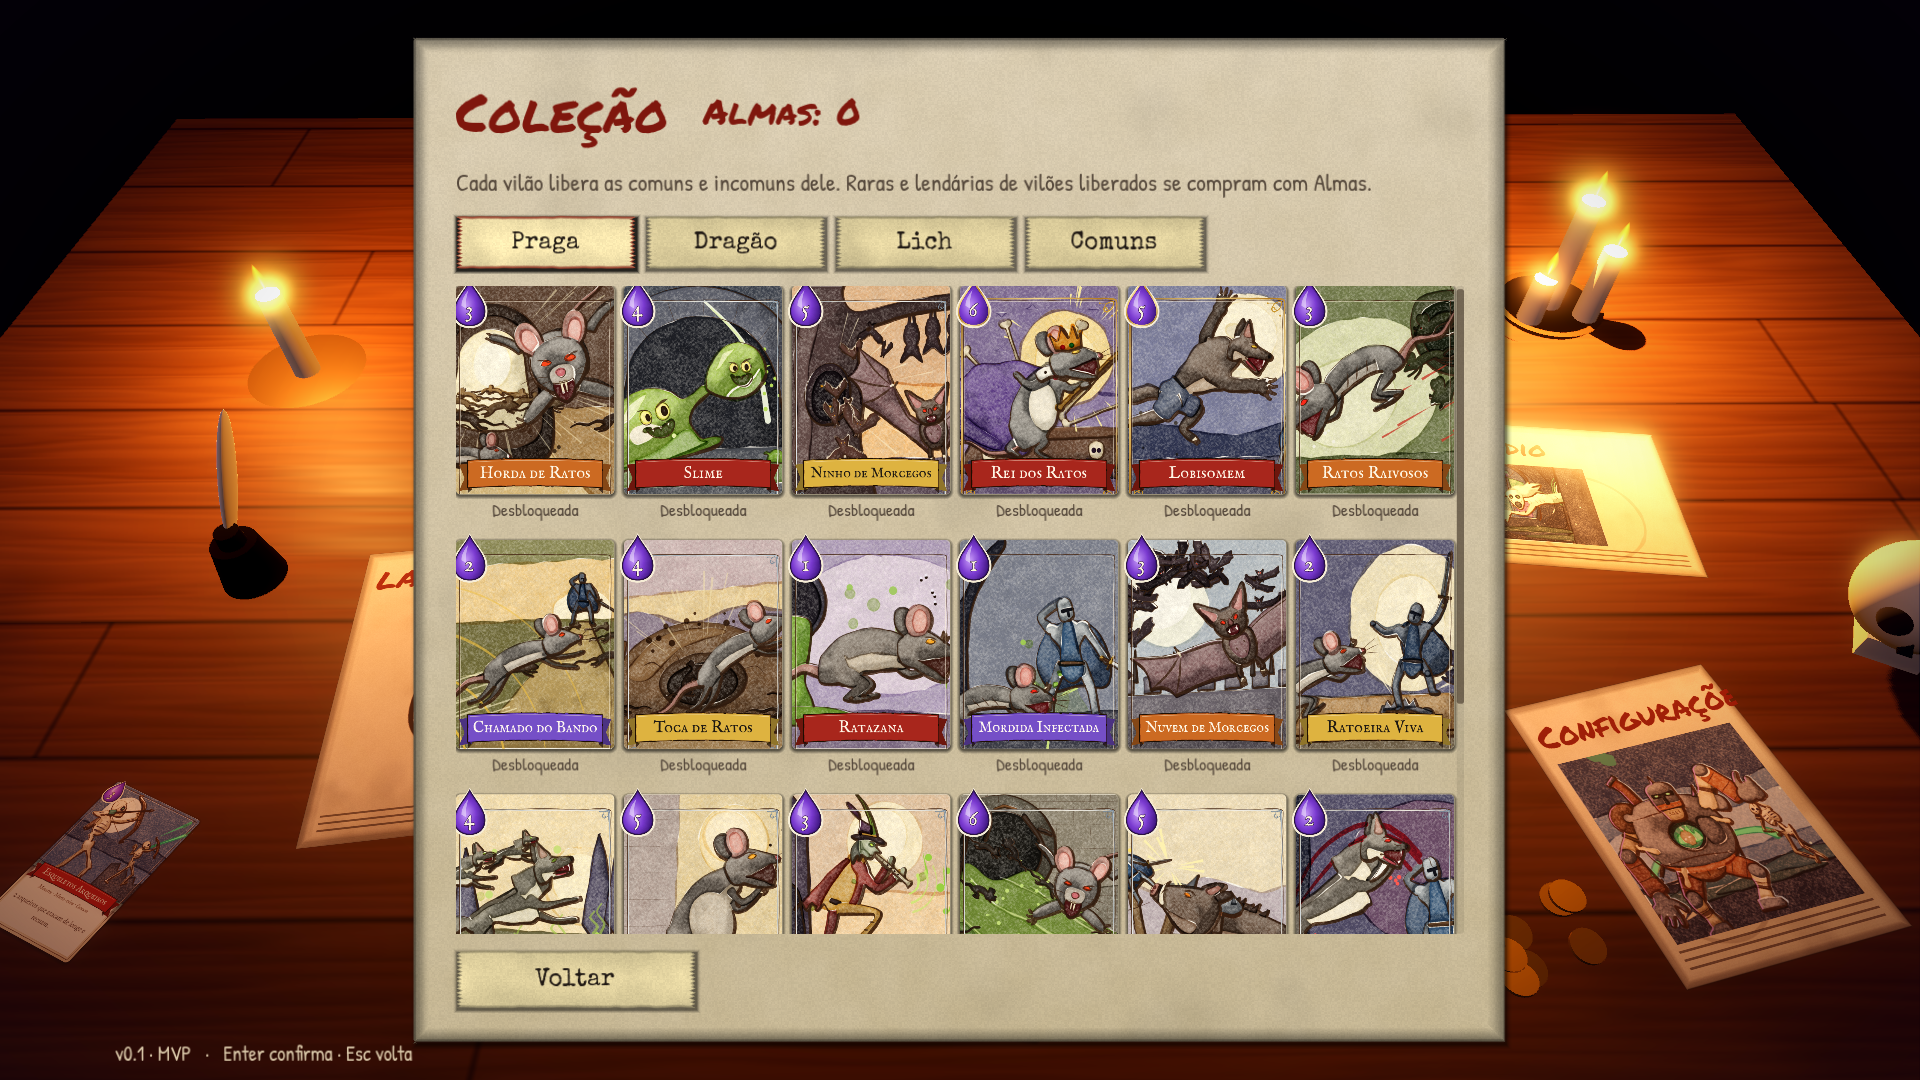 Coleção Almas: 0
Cada vilão libera as comuns e incomuns dele. Raras e lendárias de vilões liberados se compram com Almas.
Praga Dragão Lich Comuns
3 4 5 6 5 3
Horda de Ratos Slime Ninho de Morcegos Rei dos Ratos Lobisomem Ratos Raivosos
Desbloqueada Desbloqueada Desbloqueada Desbloqueada Desbloqueada Desbloqueada
2 4 1 1 3 2
Chamado do Bando Toca de Ratos Ratazana Mordida Infectada Nuvem de Morcegos Ratoeira Viva
Desbloqueada Desbloqueada Desbloqueada Desbloqueada Desbloqueada Desbloqueada
4 5 3 6 5 2
Voltar
Configuraçõ
Esqueletos Arqueiros
v0.1 · MVP · Enter confirma · Esc volta